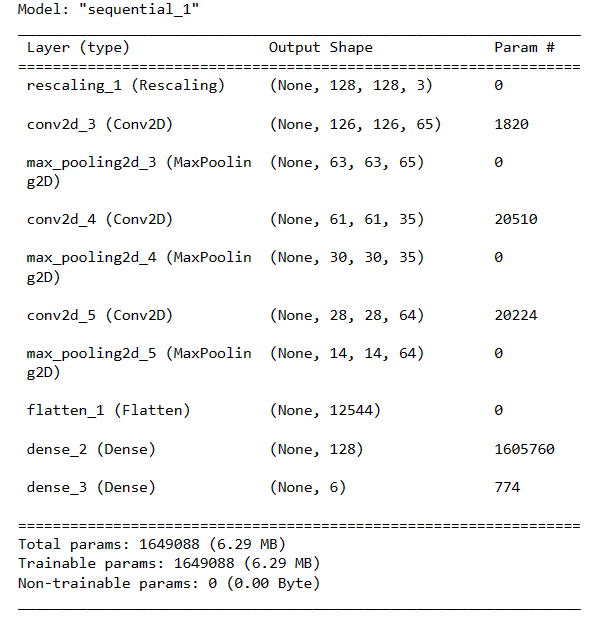 Model: "sequential_1"
_________________________________________________________________
Layer (type) Output Shape Param #
=================================================================
rescaling_1 (Rescaling) (None, 128, 128, 3) 0
conv2d_3 (Conv2D) (None, 126, 126, 65) 1820
max_pooling2d_3 (MaxPoolin (None, 63, 63, 65) 0
g2D)
conv2d_4 (Conv2D) (None, 61, 61, 35) 20510
max_pooling2d_4 (MaxPoolin (None, 30, 30, 35) 0
g2D)
conv2d_5 (Conv2D) (None, 28, 28, 64) 20224
max_pooling2d_5 (MaxPoolin (None, 14, 14, 64) 0
g2D)
flatten_1 (Flatten) (None, 12544) 0
dense_2 (Dense) (None, 128) 1605760
dense_3 (Dense) (None, 6) 774
=================================================================
Total params: 1649088 (6.29 MB)
Trainable params: 1649088 (6.29 MB)
Non-trainable params: 0 (0.00 Byte)
_________________________________________________________________